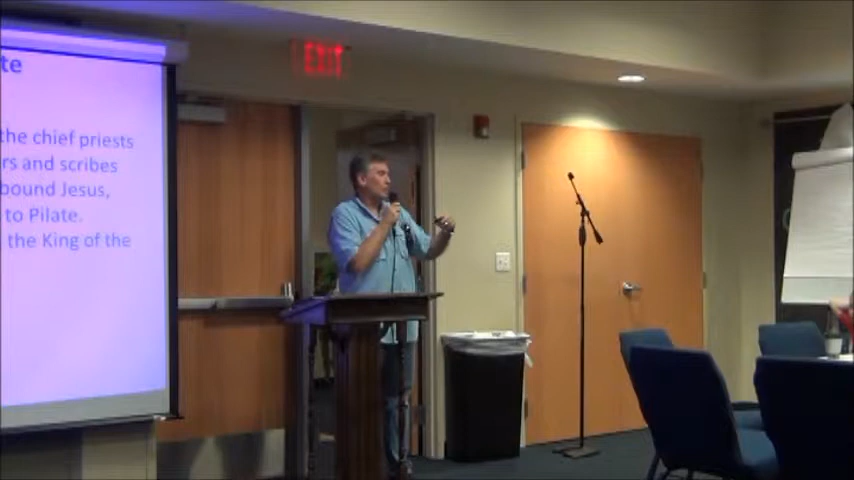 te
EXIT
the chief priests
rs and scribes
bound Jesus,
to Pilate.
the King of the